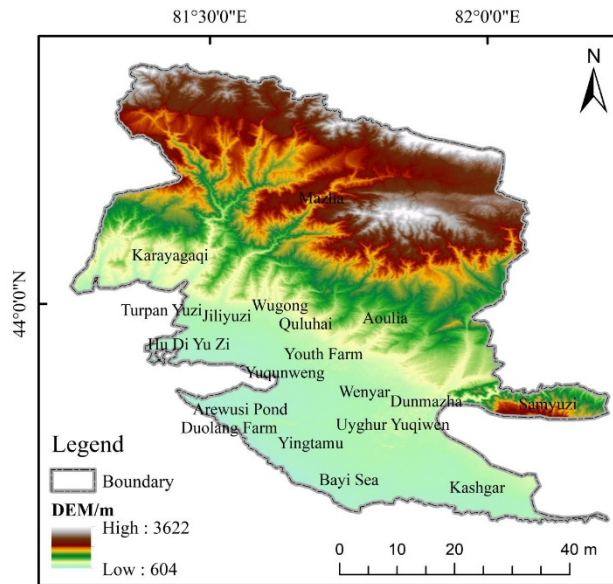 81°30'0"E
82°0'0"E
N
44°0'0"N
Mazha
Karayagaqi
Turpan Yuzi
Jiliyuzi
Wugong
Quluhai
Aoulia
Hu Di Yu Zi
Youth Farm
Yuqunweng
Wenyar
Dunmazha
Samyuzi
Arewusi Pond
Duolang Farm
Uyghur Yuqiwen
Yingtamu
Bayi Sea
Kashgar
Legend
Boundary
DEM/m
High : 3622
Low : 604
0 10 20 40 m